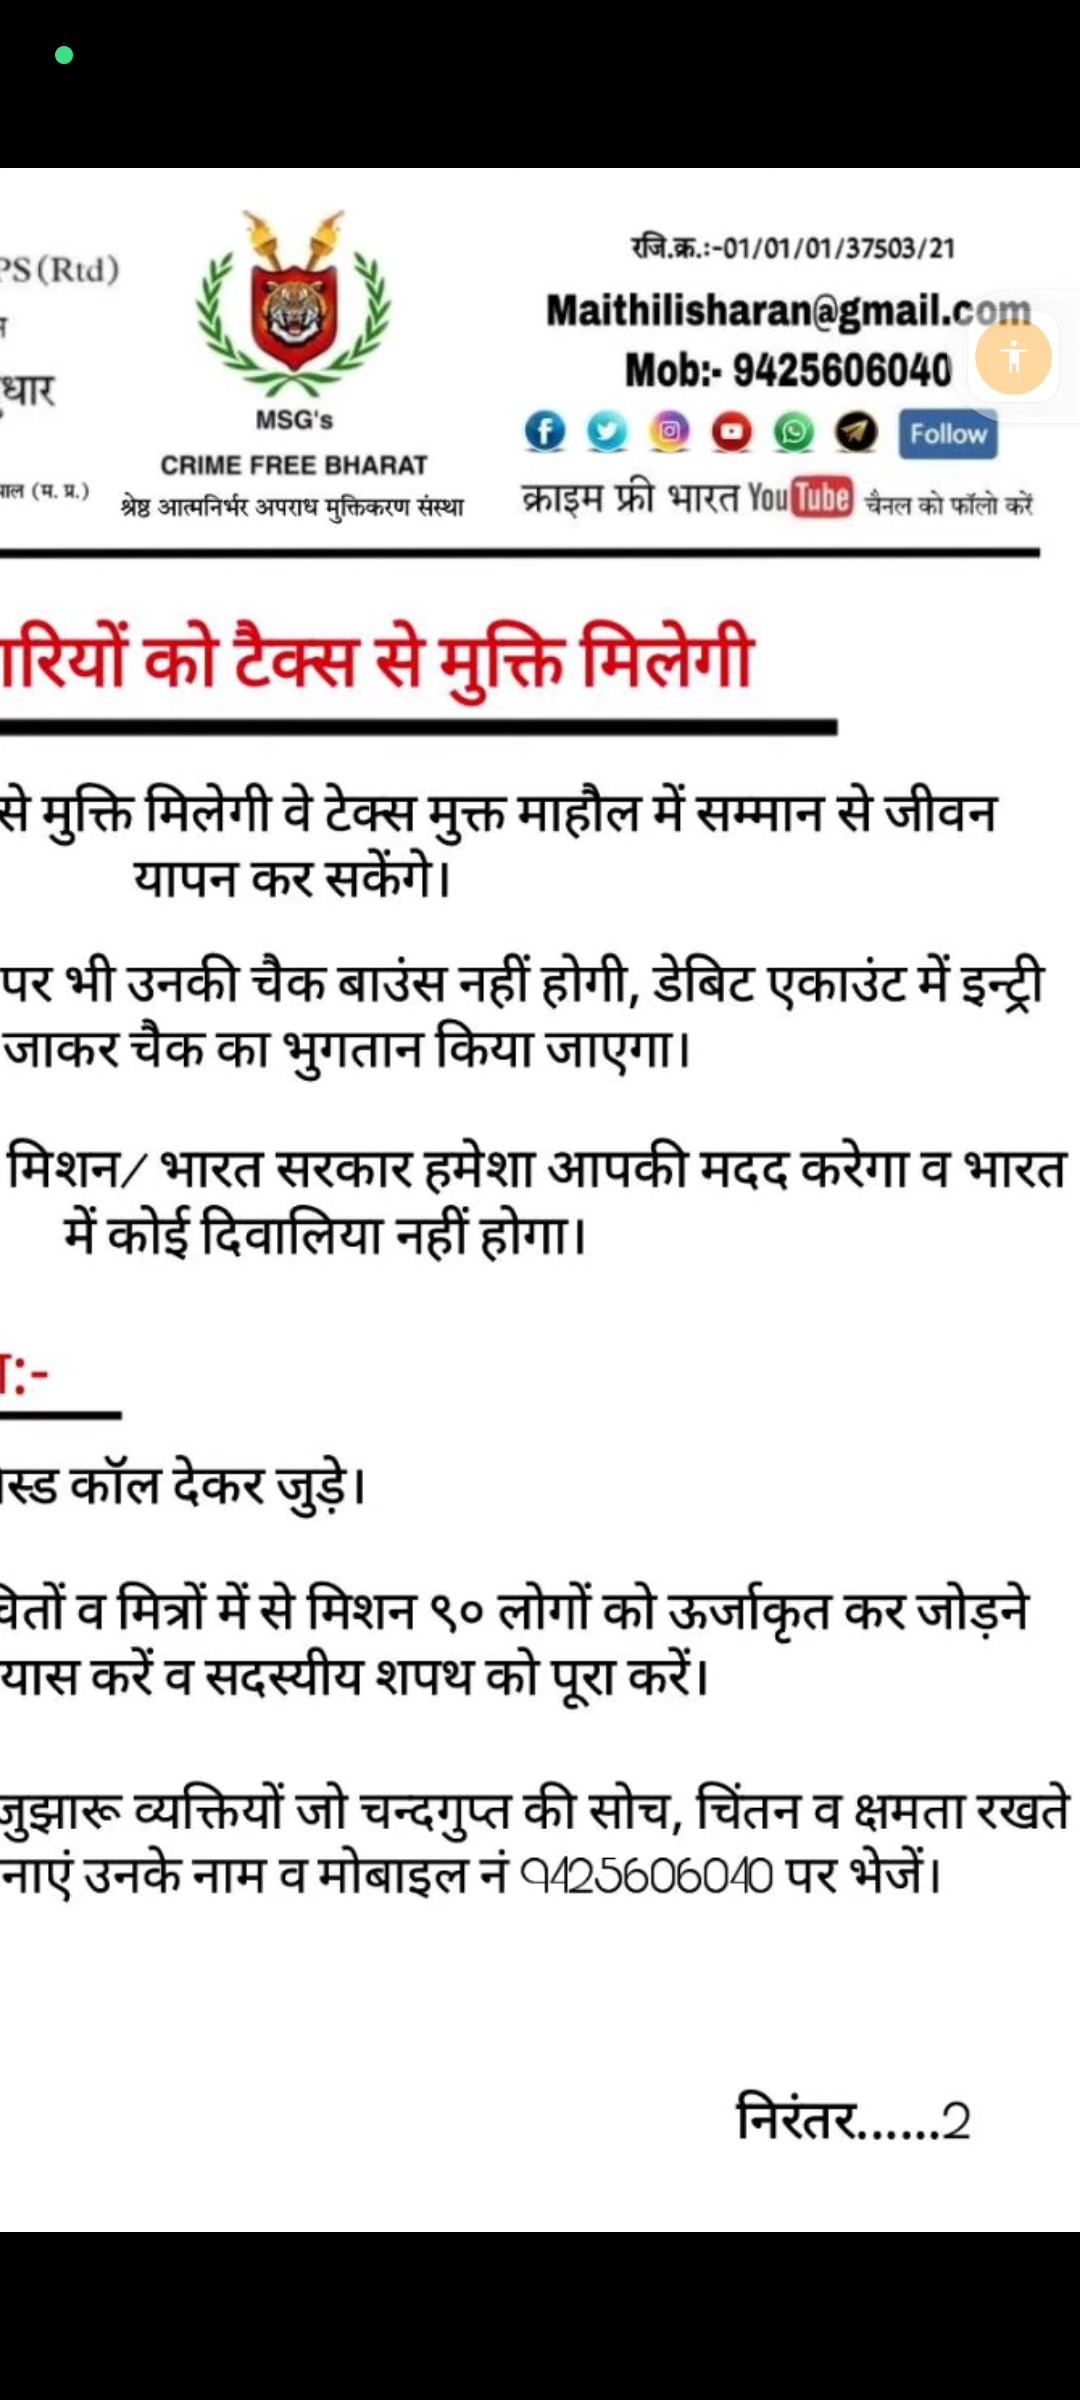 PS (Rtd)
धार
MSG's
CRIME FREE BHARAT
श्रेष्ठ आत्मनिर्भर अपराध मुक्तिकरण संस्था
रजि.क्र.:-01/01/01/37503/21
Maithilisharan@gmail.com
Mob:- 9425606040
Follow
क्राइम फ्री भारत YouTube चैनल को फॉलो करें
(म. प्र.)
को टैक्स से मुक्ति मिलेगी
से मुक्ति मिलेगी वे टेक्स मुक्त माहौल में सम्मान से जीवन
यापन कर सकेंगे।
पर भी उनकी चैक बाउंस नहीं होगी, डेबिट एकाउंट में इन्ट्री
जाकर चैक का भुगतान किया जाएगा।
मिशन/ भारत सरकार हमेशा आपकी मदद करेगा व भारत
में कोई दिवालिया नहीं होगा।
कॉल देकर जुड़े।
व मित्रों में से मिशन ९० लोगों को ऊर्जाकृत कर जोड़ने
यास करें व सदस्यीय शपथ को पूरा करें।
जुझारू व्यक्तियों जो चन्दगुप्त की सोच, चिंतन व क्षमता रखते
नाएं उनके नाम व मोबाइल नं 9425606040 पर भेजें।
निरंतर......2